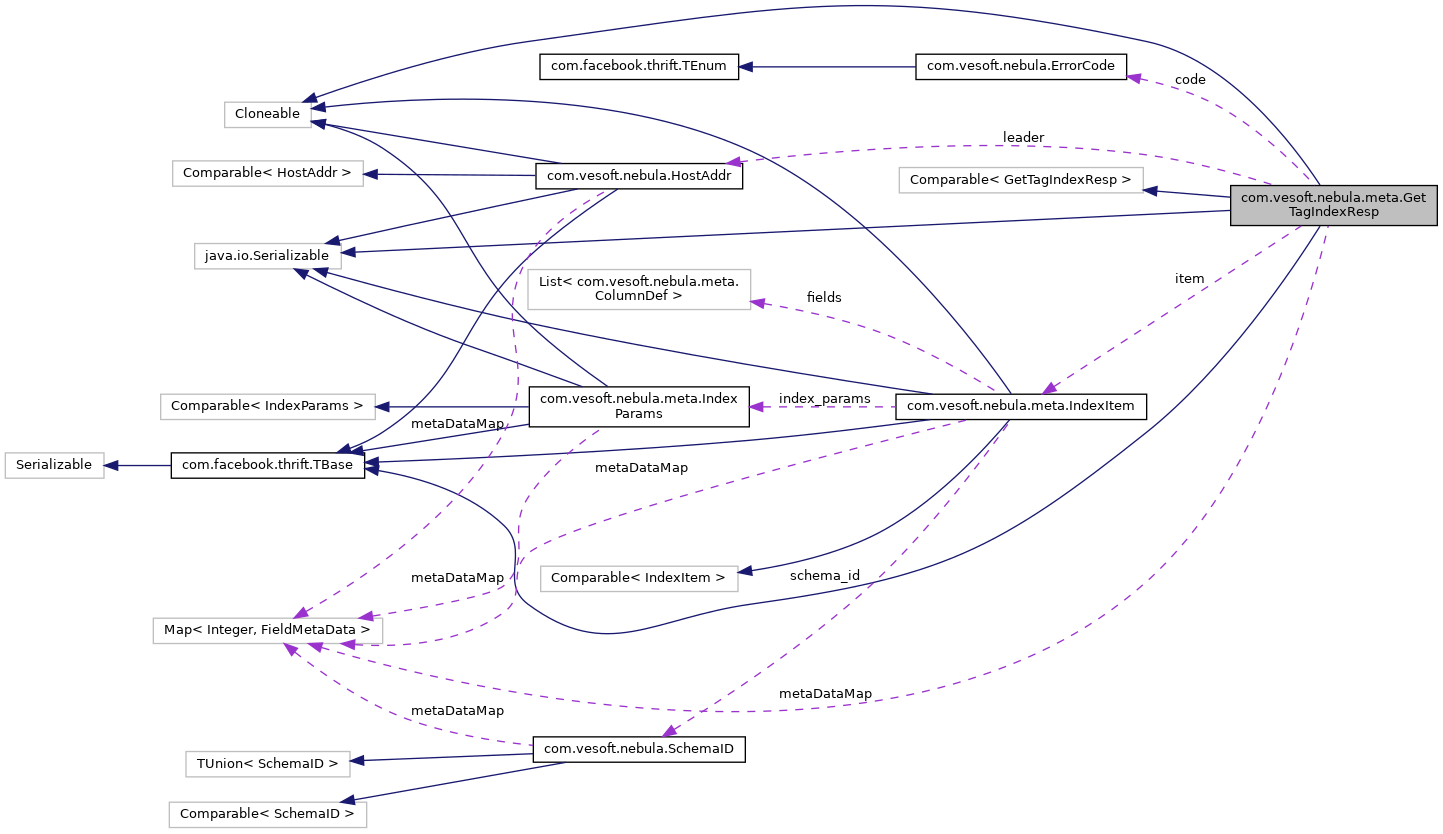 com.facebook.thrift.TEnum
com.vesoft.nebula.ErrorCode
code
Cloneable
leader
Comparable< HostAddr >
com.vesoft.nebula.HostAddr
Comparable< GetTagIndexResp >
com.vesoft.nebula.meta.Get
TagIndexResp
java.io.Serializable
List< com.vesoft.nebula.meta.
ColumnDef >
fields
item
Comparable< IndexParams >
com.vesoft.nebula.meta.Index
Params
index_params
com.vesoft.nebula.meta.IndexItem
metaDataMap
Serializable
com.facebook.thrift.TBase
metaDataMap
metaDataMap
Comparable< IndexItem >
schema_id
Map< Integer, FieldMetaData >
metaDataMap
metaDataMap
com.vesoft.nebula.SchemaID
TUnion< SchemaID >
Comparable< SchemaID >